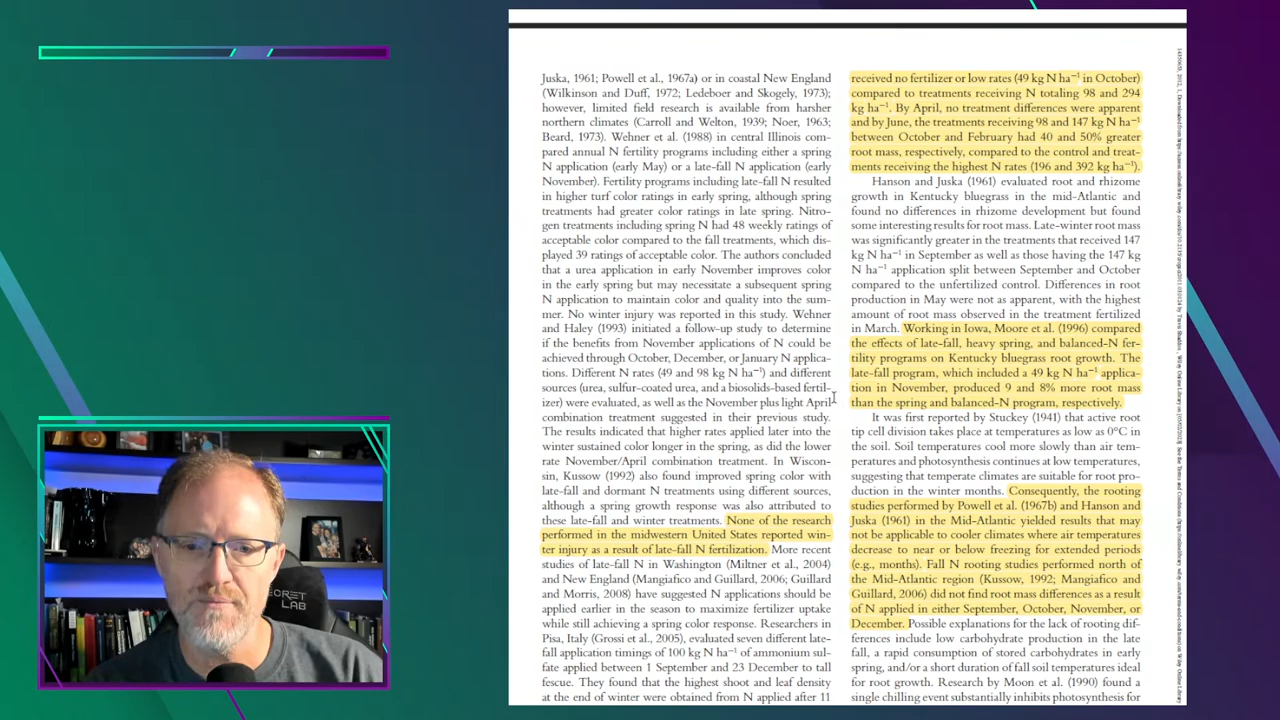 Juska, 1961; Powell et al., 1967a) or in coastal New England
(Wilkinson and Duff, 1972; Ledeboer and Skogely, 1973);
however, limited field research is available from harsher
northern climates (Carroll and Welton, 1939; Noer, 1963;
Beard, 1973). Wehner et al. (1988) in central Illinois com-
pared annual N fertility programs including either a spring
N application (early May) or a late-fall N application (early
November). Fertility programs including late-fall N resulted
in higher turf color ratings in early spring, although spring
treatments had greater color ratings in late spring. Nitro-
gen treatments including spring N had 48 weekly ratings of
acceptable color compared to the fall treatments, which dis-
played 39 ratings of acceptable color. The authors concluded
that a urea application in early November improves color
in the early spring but may necessitate a subsequent spring
N application to maintain color and quality into the sum-
mer. No winter injury was reported in this study. Wehner
and Haley (1993) initiated a follow-up study to determine
if the benefits from November applications of N could be
achieved through October, December, or January N applica-
tions. Different N rates (49 and 98 kg N ha⁻¹) and different
sources (urea, sulfur-coated urea, and a biosolids-based fertil-
izer) were evaluated, as well as the November plus light April
combination treatment suggested in their previous study.
The results indicated that higher rates applied later into the
winter sustained color longer in the spring, as did the lower
rate November/April combination treatment. In Wiscon-
sin, Kussow (1992) also found improved spring color with
late-fall and dormant N treatments using different sources,
although a spring growth response was also attributed to
these late-fall and winter treatments. None of the research
performed in the midwestern United States reported win-
ter injury as a result of late-fall N fertilization. More recent
studies of late-fall N in Washington (Miltner et al., 2004)
and New England (Mangiafico and Guillard, 2006; Guillard
and Morris, 2008) have suggested N applications should be
applied earlier in the season to maximize fertilizer uptake
while still achieving a spring color response. Researchers in
Pisa, Italy (Grossi et al., 2005), evaluated seven different late-
fall application timings of 100 kg N ha⁻¹ of ammonium sul-
fate applied between 1 September and 23 December to tall
fescue. They found that the highest shoot and leaf density
at the end of winter were obtained from N applied after 11
received no fertilizer or low rates (49 kg N ha⁻¹ in October)
compared to treatments receiving N totaling 98 and 294
kg ha⁻¹. By April, no treatment differences were apparent
and by June, the treatments receiving 98 and 147 kg N ha⁻¹
between October and February had 40 and 50% greater
root mass, respectively, compared to the control and treat-
ments receiving the highest N rates (196 and 392 kg ha⁻¹).
Hanson and Juska (1961) evaluated root and rhizome
growth in Kentucky bluegrass in the mid-Atlantic and
found no differences in rhizome development but found
some interesting results for root mass. Late-winter root mass
was significantly greater in the treatments that received 147
kg N ha⁻¹ in September as well as those having the 147 kg
N ha⁻¹ application split between September and October
compared to the unfertilized control. Differences in root
production in May were not as apparent, with the highest
amount of root mass observed in the treatment fertilized
in March. Working in Iowa, Moore et al. (1996) compared
the effects of late-fall, heavy spring, and balanced-N fer-
tility programs on Kentucky bluegrass root growth. The
late-fall program, which included a 49 kg N ha⁻¹ applica-
tion in November, produced 9 and 8% more root mass
than the spring and balanced-N program, respectively.
It was first reported by Stuckey (1941) that active root
tip cell division takes place at temperatures as low as 0°C in
the soil. Soil temperatures cool more slowly than air tem-
peratures and photosynthesis continues at low temperatures,
suggesting that temperate climates are suitable for root pro-
duction in the winter months. Consequently, the rooting
studies performed by Powell et al. (1967b) and Hanson and
Juska (1961) in the Mid-Atlantic yielded results that may
not be applicable to cooler climates where air temperatures
decrease to near or below freezing for extended periods
(e.g., months). Fall N rooting studies performed north of
the Mid-Atlantic region (Kussow, 1992; Mangiafico and
Guillard, 2006) did not find root mass differences as a result
of N applied in either September, October, November, or
December. Possible explanations for the lack of rooting dif-
ferences include low carbohydrate production in the late
fall, a rapid consumption of stored carbohydrates in early
spring, and/or a short duration of fall soil temperatures ideal
for root growth. Research by Moon et al. (1990) found a
single chilling event substantially inhibits photosynthesis for
LAB